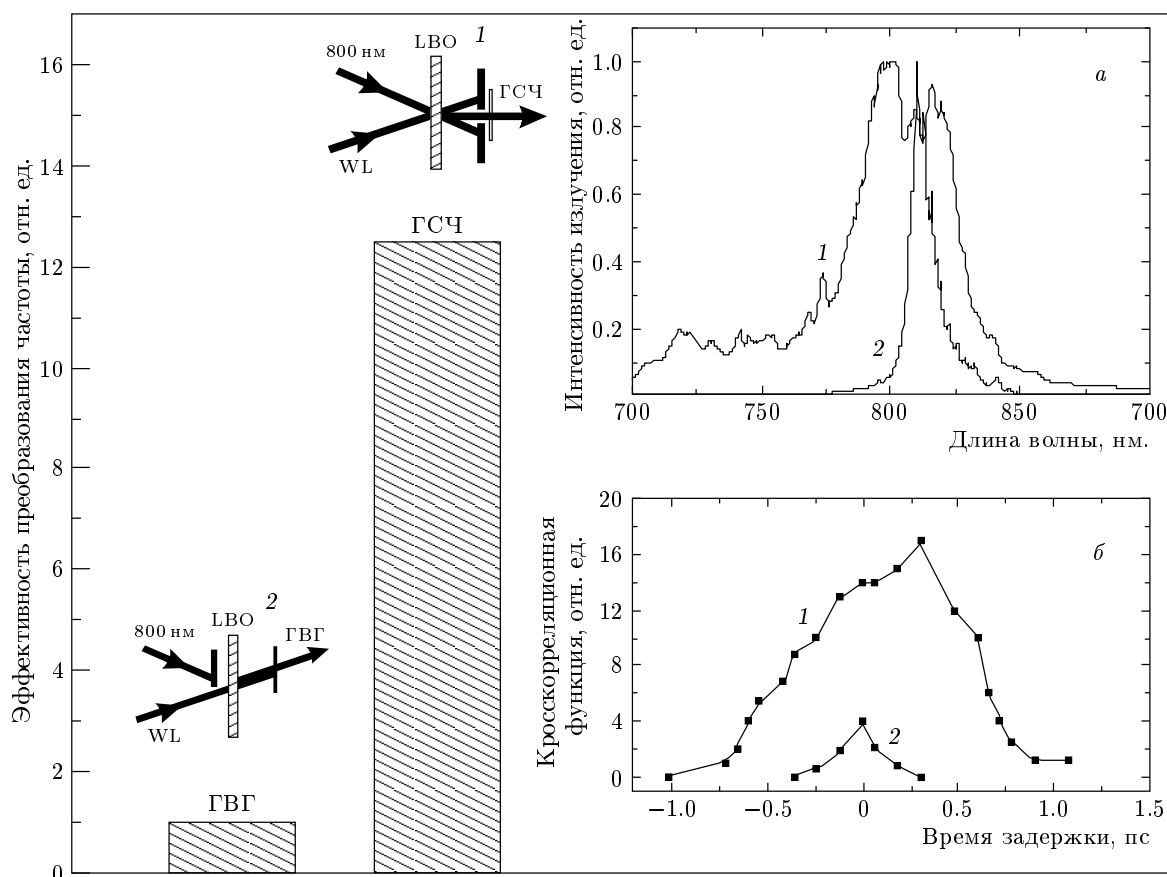 Эффективность преобразования частоты, отн. ед.
16
14
12
10
8
6
4
2
0
LBO
1
800 нм
ГСЧ
WL
ГСЧ
LBO
2
800 нм
ГВГ
WL
ГВГ
Интенсивность излучения, отн. ед.
1.0
0.8
0.6
0.4
0.2
а
1
2
700
750
800
850
700
Длина волны, нм.
Кросскорреляционная
функция, отн. ед.
20
16
12
8
4
0
б
1
2
−1.0
−0.5
0
0.5
1.0
1.5
Время задержки, пс